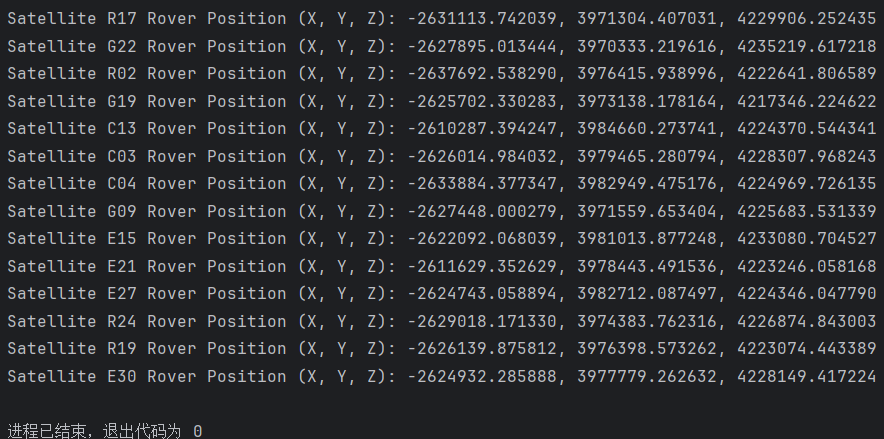 Satellite R17 Rover Position (X, Y, Z): -2631113.742039, 3971304.407031, 4229906.252435
Satellite G22 Rover Position (X, Y, Z): -2627895.013444, 3970333.219616, 4235219.617218
Satellite R02 Rover Position (X, Y, Z): -2637692.538290, 3976415.938996, 4222641.806589
Satellite G19 Rover Position (X, Y, Z): -2625702.330283, 3973138.178164, 4217346.224622
Satellite C13 Rover Position (X, Y, Z): -2610287.394247, 3984660.273741, 4224370.544341
Satellite C03 Rover Position (X, Y, Z): -2626014.984032, 3979465.280794, 4228307.968243
Satellite C04 Rover Position (X, Y, Z): -2633884.377347, 3982949.475176, 4224969.726135
Satellite G09 Rover Position (X, Y, Z): -2627448.000279, 3971559.653404, 4225683.531339
Satellite E15 Rover Position (X, Y, Z): -2622092.068039, 3981013.877248, 4233080.704527
Satellite E21 Rover Position (X, Y, Z): -2611629.352629, 3978443.491536, 4223246.058168
Satellite E27 Rover Position (X, Y, Z): -2624743.058894, 3982712.087497, 4224346.047790
Satellite R24 Rover Position (X, Y, Z): -2629018.171330, 3974383.762316, 4226874.843003
Satellite R19 Rover Position (X, Y, Z): -2626139.875812, 3976398.573262, 4223074.443389
Satellite E30 Rover Position (X, Y, Z): -2624932.285888, 3977779.262632, 4228149.417224
进程已结束，退出代码为 0